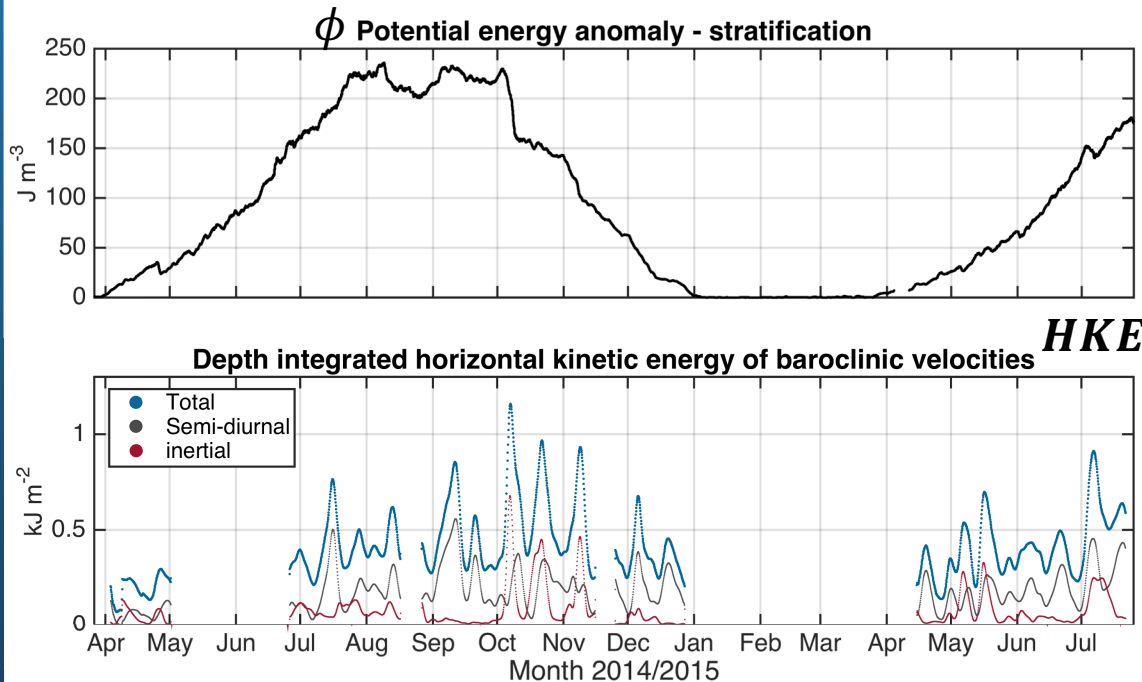 ϕ Potential energy anomaly - stratification
250
200
150
100
50
0
J m⁻³
HKE
Depth integrated horizontal kinetic energy of baroclinic velocities
Total
Semi-diurnal
inertial
1
0.5
0
kJ m⁻²
Apr May Jun Jul Aug Sep Oct Nov Dec Jan Feb Mar Apr May Jun Jul
Month 2014/2015